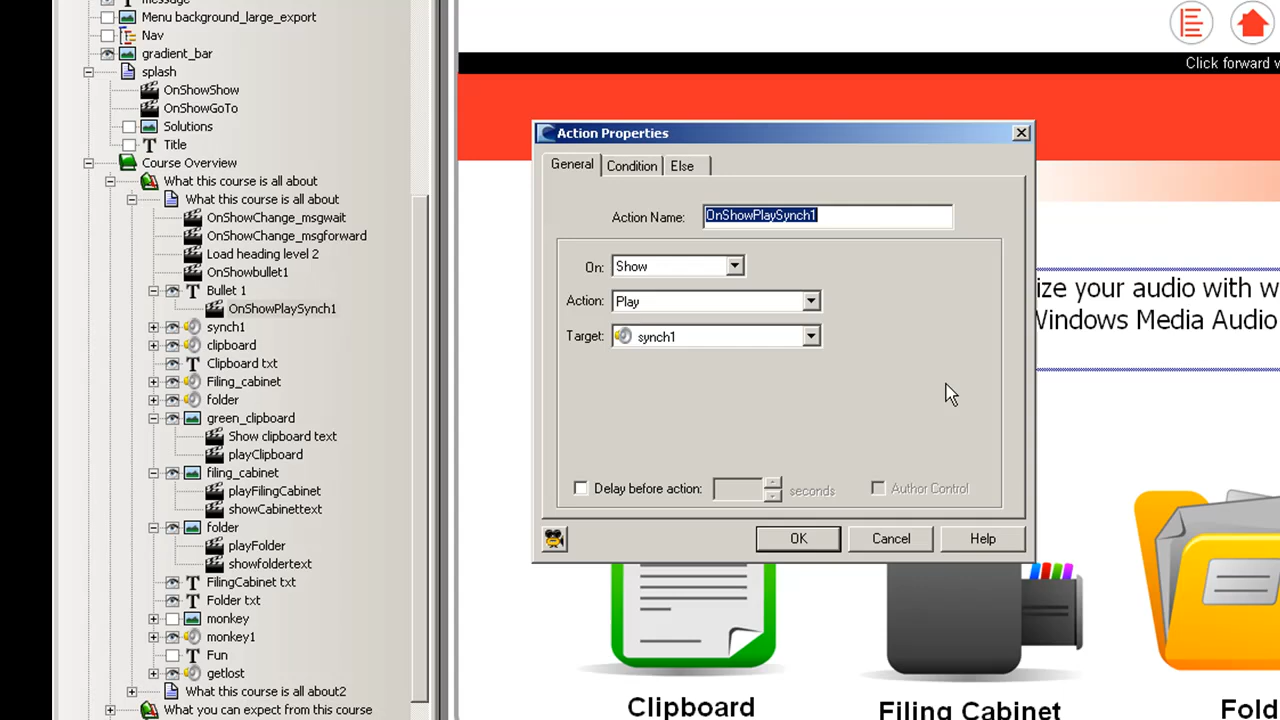 message
Menu background_large_export
Nav
gradient_bar
splash
OnShowShow
OnShowGoTo
Solutions
Title
Course Overview
What this course is all about
What this course is all about
OnShowChange_msgwait
OnShowChange_msgforward
Load heading level 2
OnShowbullet1
Bullet 1
OnShowPlaySynch1
synch1
clipboard
Clipboard txt
Filing_cabinet
folder
green_clipboard
Show clipboard text
playClipboard
filing_cabinet
playFilingCabinet
showCabinettext
folder
playFolder
showfoldertext
FilingCabinet txt
Folder txt
monkey
monkey1
Fun
getlost
What this course is all about2
What you can expect from this course
Click forward w
Action Properties
General Condition Else
Action Name: OnShowPlaySynch1
On: Show
Action: Play
Target: synch1
Delay before action: seconds Author Control
OK Cancel Help
ize your audio with w
Windows Media Audio
Clipboard Filing Cabinet Fold